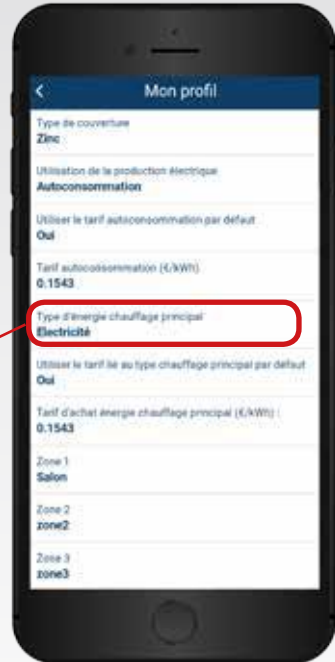 Mon profil
Type de couverture
Zinc
Utilisation de la production électrique
Autoconsommation
Utiliser le tarif autoconsommation par défaut
Oui
Tarif autoconsommation (€/kWh)
0.1543
Type d'énergie chauffage principal
Electricité
Utiliser le tarif lié au type chauffage principal par défaut
Oui
Tarif d'achat énergie chauffage principal (€/kWh) :
0.1543
Zone 1
Salon
Zone 2
zone2
Zone 3
zone3